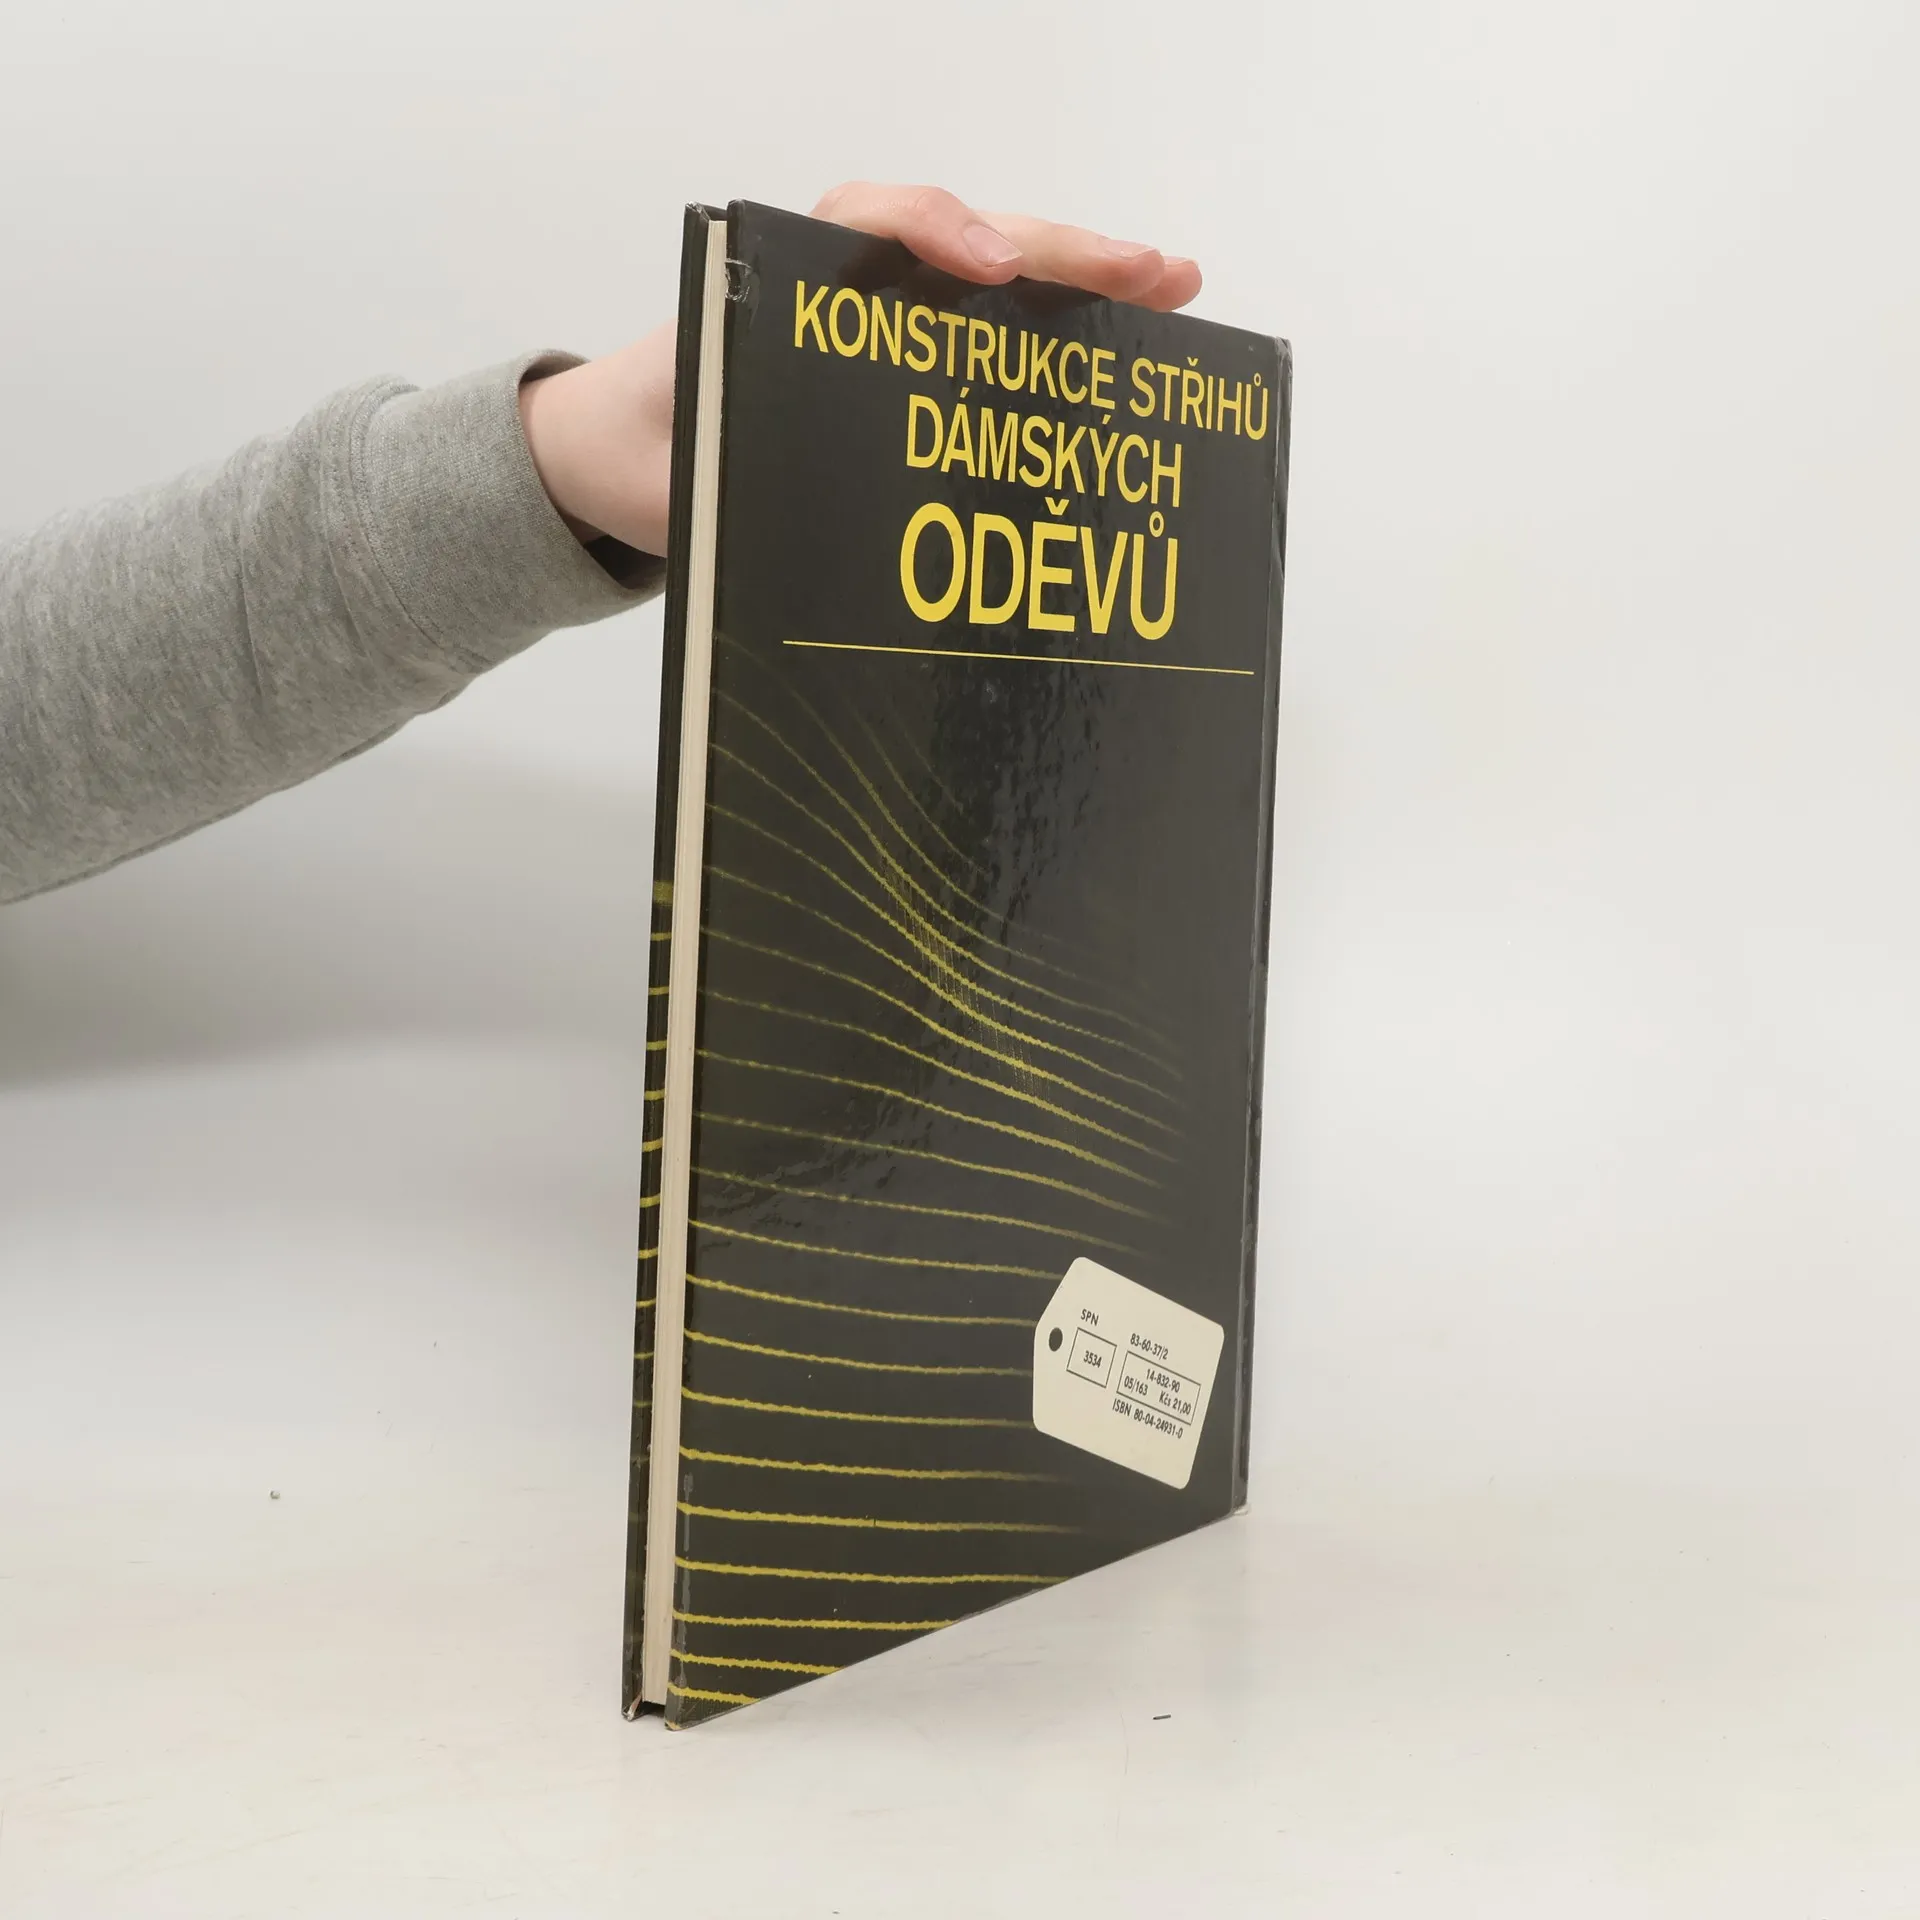 KONSTRUKCE STŘIHŮ
DÁMSKÝCH
ODĚVŮ
SPN
3534
83-60-37/2
14-832-90
05/163 Kčs 21,00
ISBN 80-04-24931-0